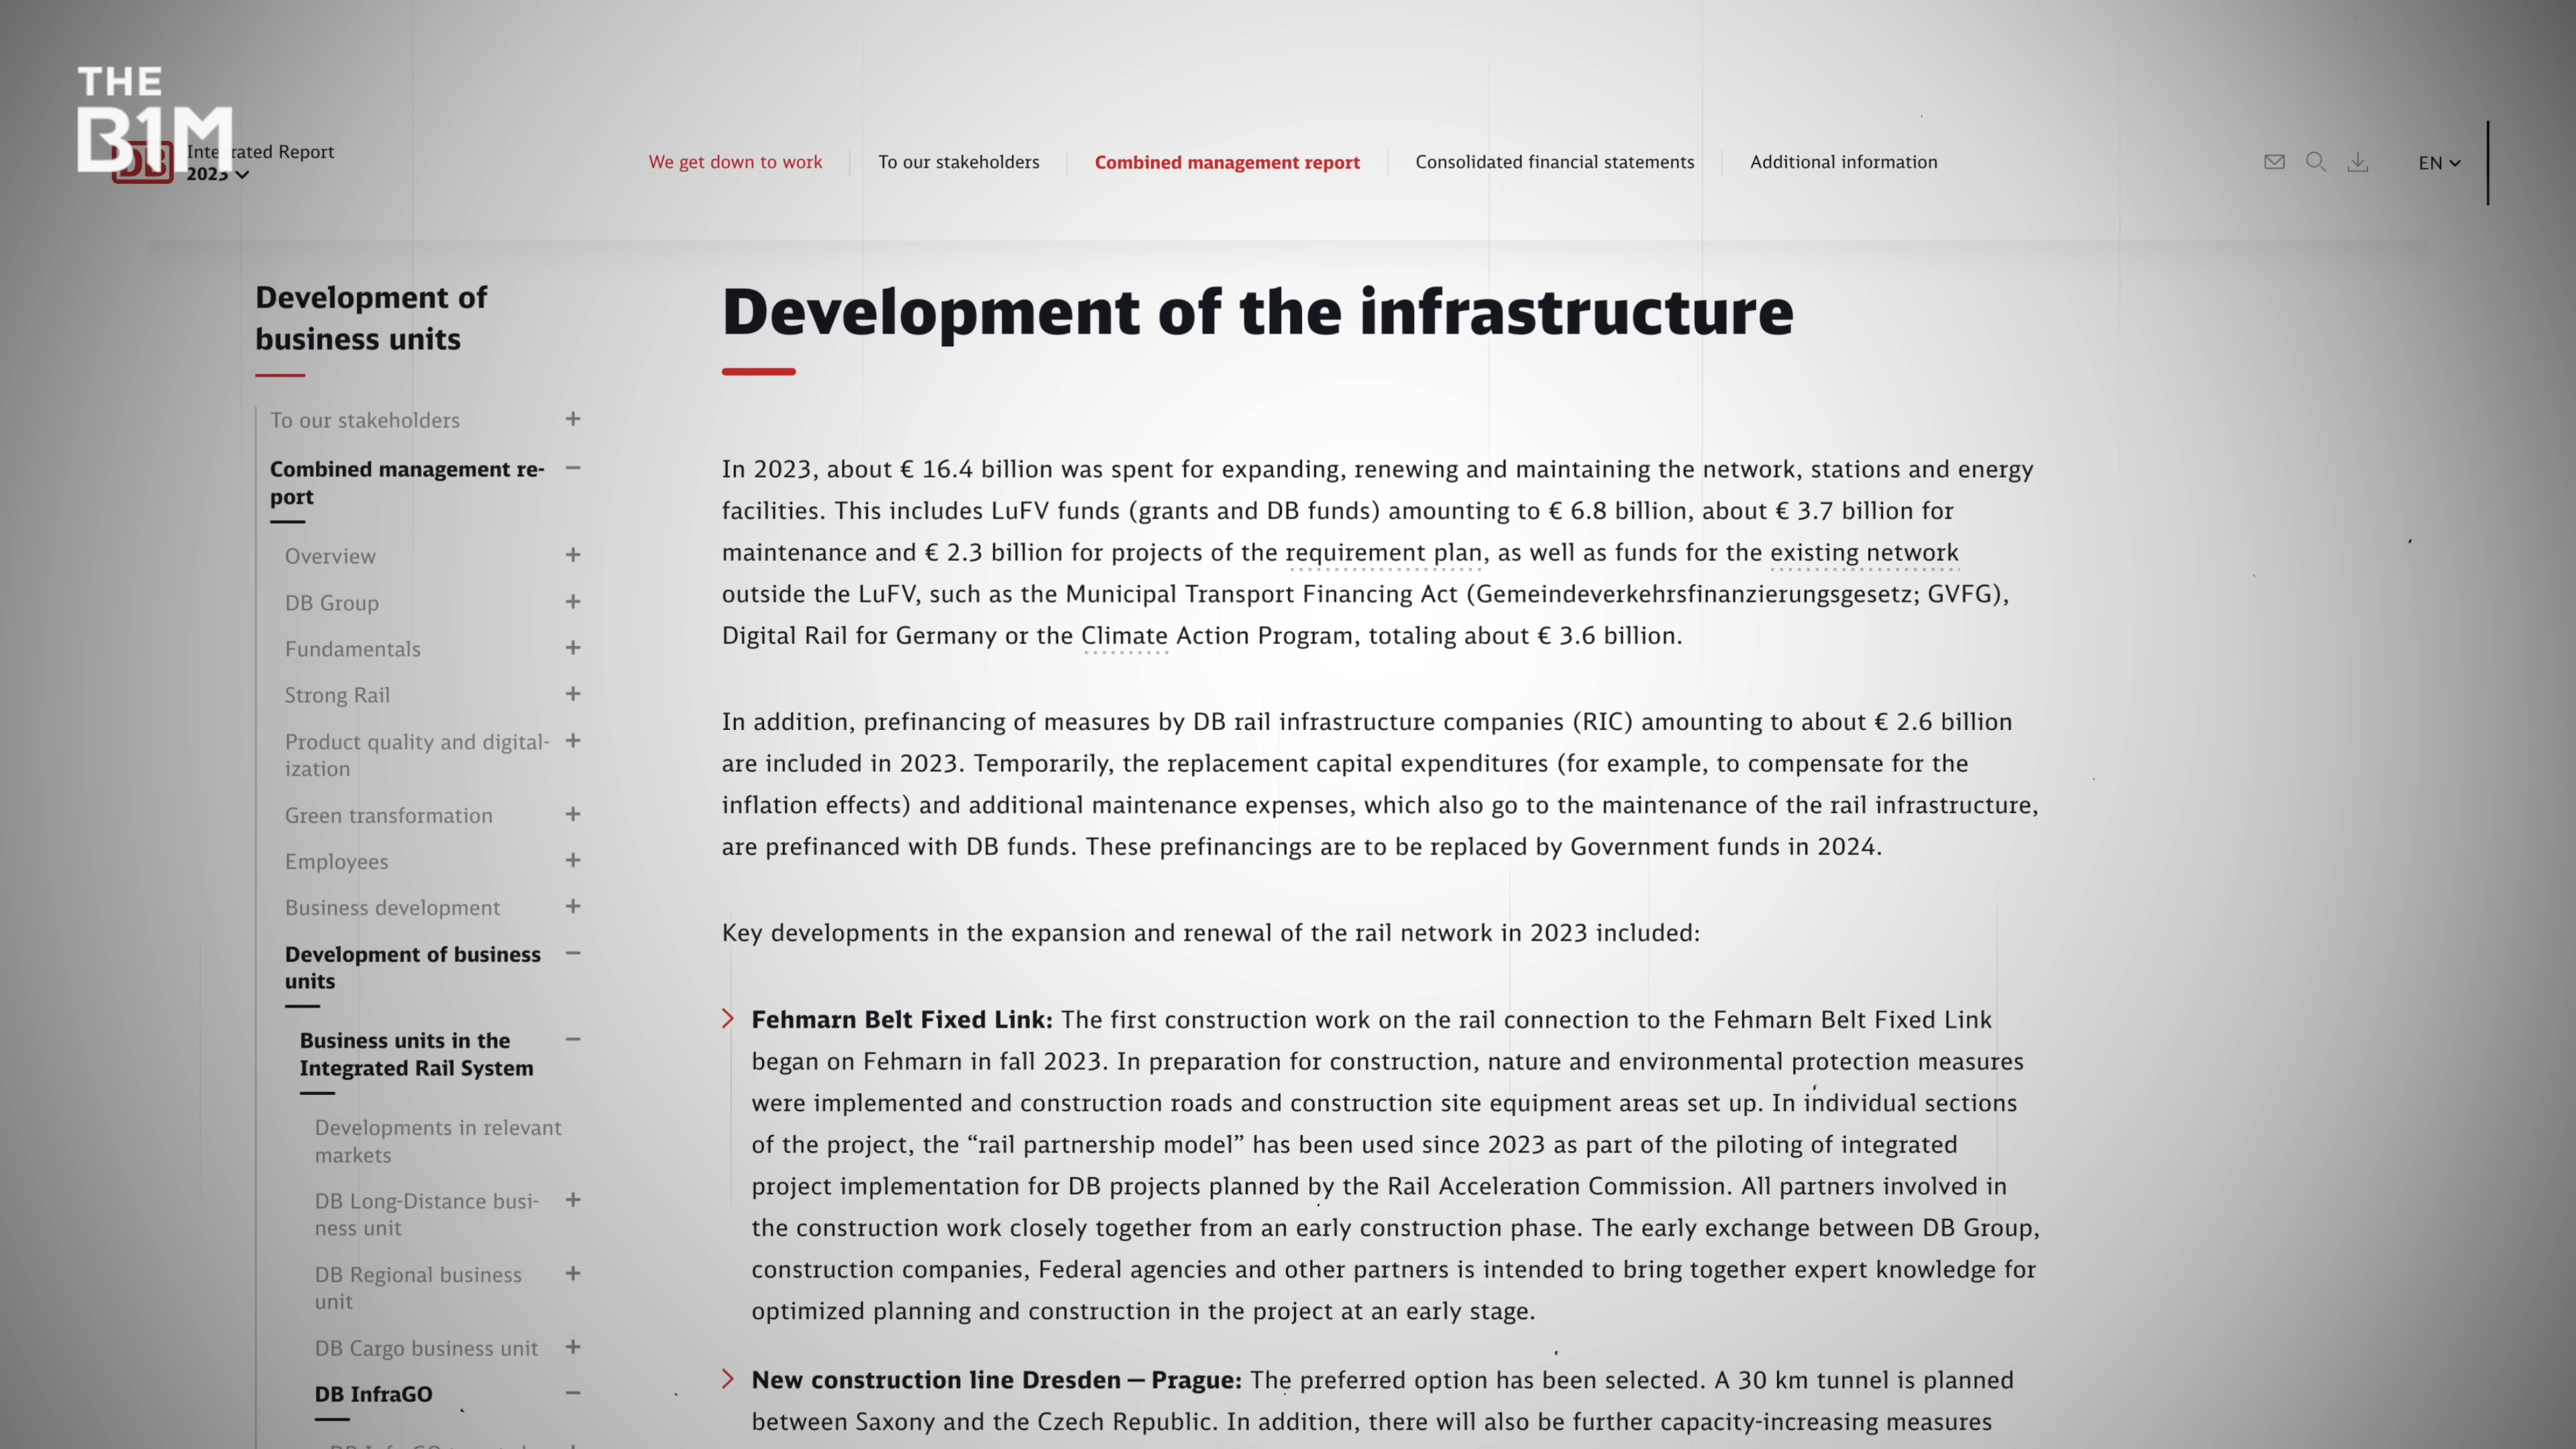 THE
B1M
DB
Integrated Report
2023
We get down to work
To our stakeholders
Combined management report
Consolidated financial statements
Additional information
EN
Development of
business units
To our stakeholders
Combined management re-
port
Overview
DB Group
Fundamentals
Strong Rail
Product quality and digital-
ization
Green transformation
Employees
Business development
Development of business
units
Business units in the
Integrated Rail System
Developments in relevant
markets
DB Long-Distance busi-
ness unit
DB Regional business
unit
DB Cargo business unit
DB InfraGO
Development of the infrastructure
In 2023, about € 16.4 billion was spent for expanding, renewing and maintaining the network, stations and energy
facilities. This includes LuFV funds (grants and DB funds) amounting to € 6.8 billion, about € 3.7 billion for
maintenance and € 2.3 billion for projects of the requirement plan, as well as funds for the existing network
outside the LuFV, such as the Municipal Transport Financing Act (Gemeindeverkehrsfinanzierungsgesetz; GVFG),
Digital Rail for Germany or the Climate Action Program, totaling about € 3.6 billion.
In addition, prefinancing of measures by DB rail infrastructure companies (RIC) amounting to about € 2.6 billion
are included in 2023. Temporarily, the replacement capital expenditures (for example, to compensate for the
inflation effects) and additional maintenance expenses, which also go to the maintenance of the rail infrastructure,
are prefinanced with DB funds. These prefinancings are to be replaced by Government funds in 2024.
Key developments in the expansion and renewal of the rail network in 2023 included:
Fehmarn Belt Fixed Link: The first construction work on the rail connection to the Fehmarn Belt Fixed Link
began on Fehmarn in fall 2023. In preparation for construction, nature and environmental protection measures
were implemented and construction roads and construction site equipment areas set up. In individual sections
of the project, the “rail partnership model” has been used since 2023 as part of the piloting of integrated
project implementation for DB projects planned by the Rail Acceleration Commission. All partners involved in
the construction work closely together from an early construction phase. The early exchange between DB Group,
construction companies, Federal agencies and other partners is intended to bring together expert knowledge for
optimized planning and construction in the project at an early stage.
New construction line Dresden – Prague: The preferred option has been selected. A 30 km tunnel is planned
between Saxony and the Czech Republic. In addition, there will also be further capacity-increasing measures